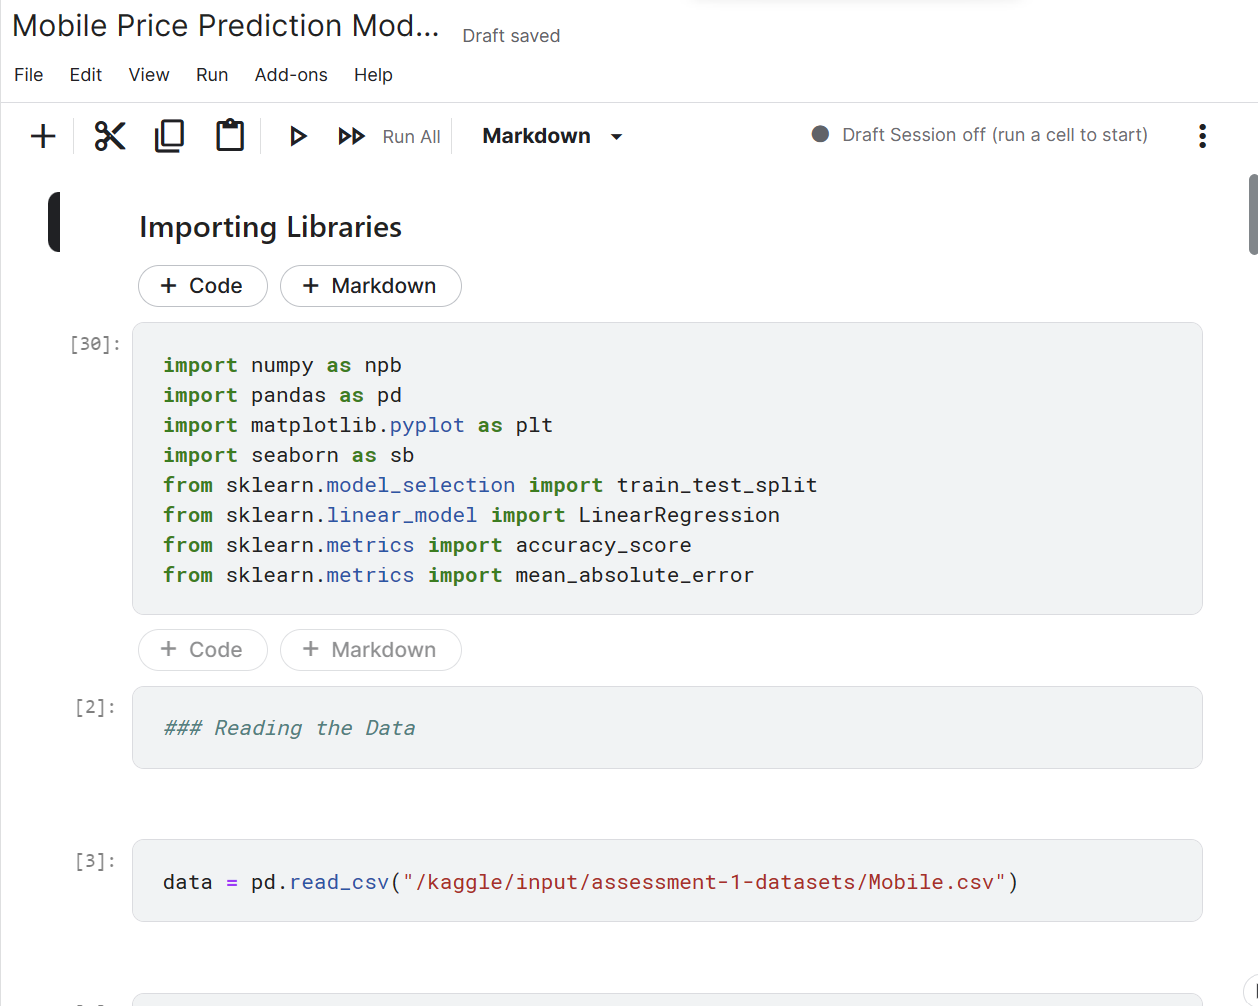 Mobile Price Prediction Mod...
Draft saved
File Edit View Run Add-ons Help
Run All Markdown Draft Session off (run a cell to start)
Importing Libraries
+ Code + Markdown
[30]:
import numpy as npb
import pandas as pd
import matplotlib.pyplot as plt
import seaborn as sb
from sklearn.model_selection import train_test_split
from sklearn.linear_model import LinearRegression
from sklearn.metrics import accuracy_score
from sklearn.metrics import mean_absolute_error
+ Code + Markdown
[2]:
### Reading the Data
[3]:
data = pd.read_csv("/kaggle/input/assessment-1-datasets/Mobile.csv")